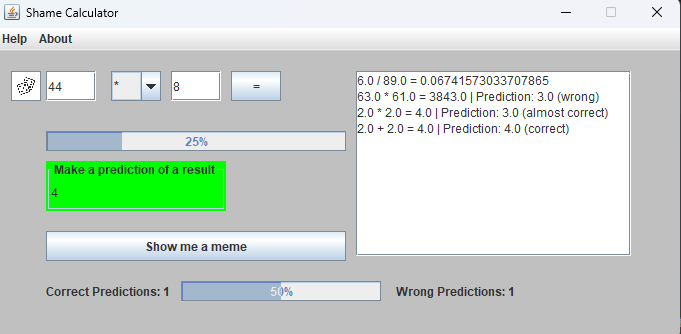 Shame Calculator
Help About
44 * 8 =
25%
Make a prediction of a result
4
Show me a meme
Correct Predictions: 1 50% Wrong Predictions: 1
6.0 / 89.0 = 0.06741573033707865
63.0 * 61.0 = 3843.0 | Prediction: 3.0 (wrong)
2.0 * 2.0 = 4.0 | Prediction: 3.0 (almost correct)
2.0 + 2.0 = 4.0 | Prediction: 4.0 (correct)